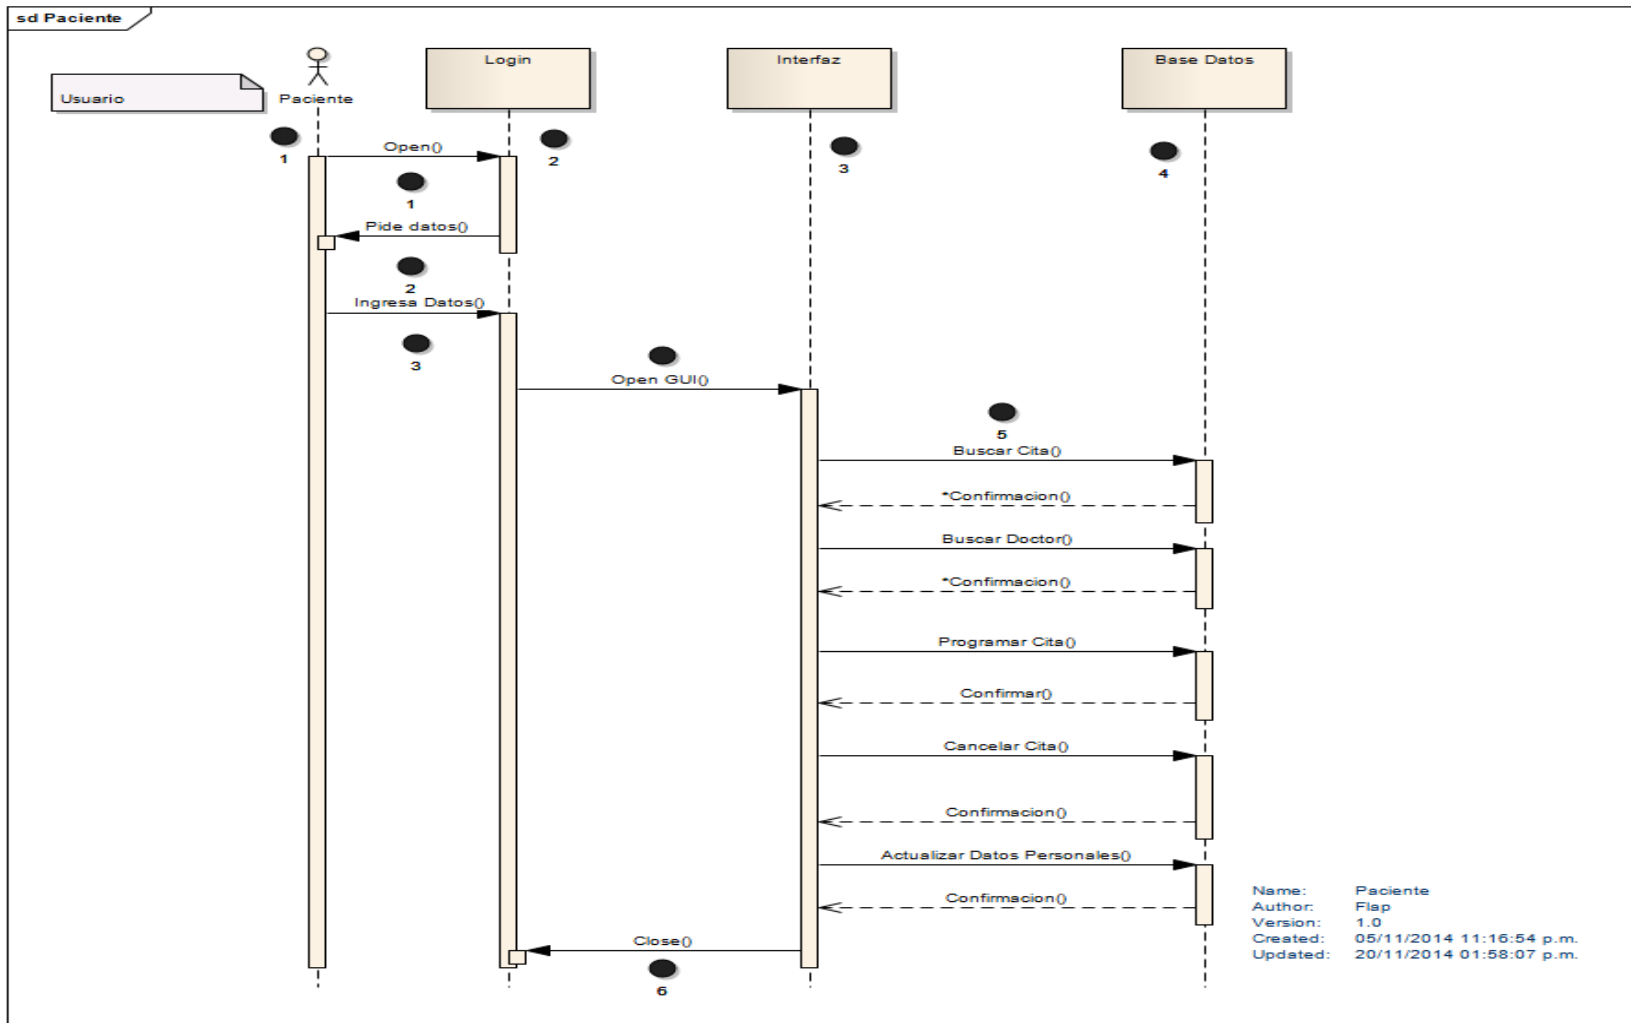 sd Paciente
Usuario
Paciente
Login
Interfaz
Base Datos
1
2
3
4
Open()
1
Pide datos()
2
Ingresa Datos()
3
Open GUI()
5
Buscar Cita()
*Confirmacion()
Buscar Doctor()
*Confirmacion()
Programar Cita()
Confirmar()
Cancelar Cita()
Confirmacion()
Actualizar Datos Personales()
Confirmacion()
Close()
6
Name: Paciente
Author: Flap
Version: 1.0
Created: 05/11/2014 11:16:54 p.m.
Updated: 20/11/2014 01:58:07 p.m.